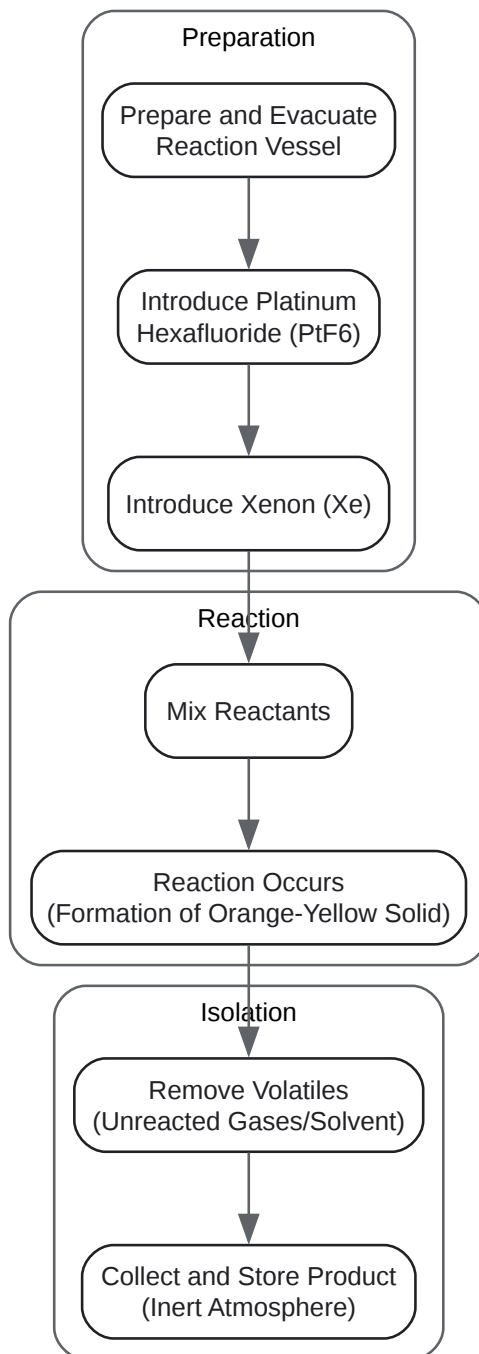 Preparation
Prepare and Evacuate
Reaction Vessel
Introduce Platinum
Hexafluoride (PtF6)
Introduce Xenon (Xe)
Reaction
Mix Reactants
Reaction Occurs
(Formation of Orange-Yellow Solid)
Isolation
Remove Volatiles
(Unreacted Gases/Solvent)
Collect and Store Product
(Inert Atmosphere)